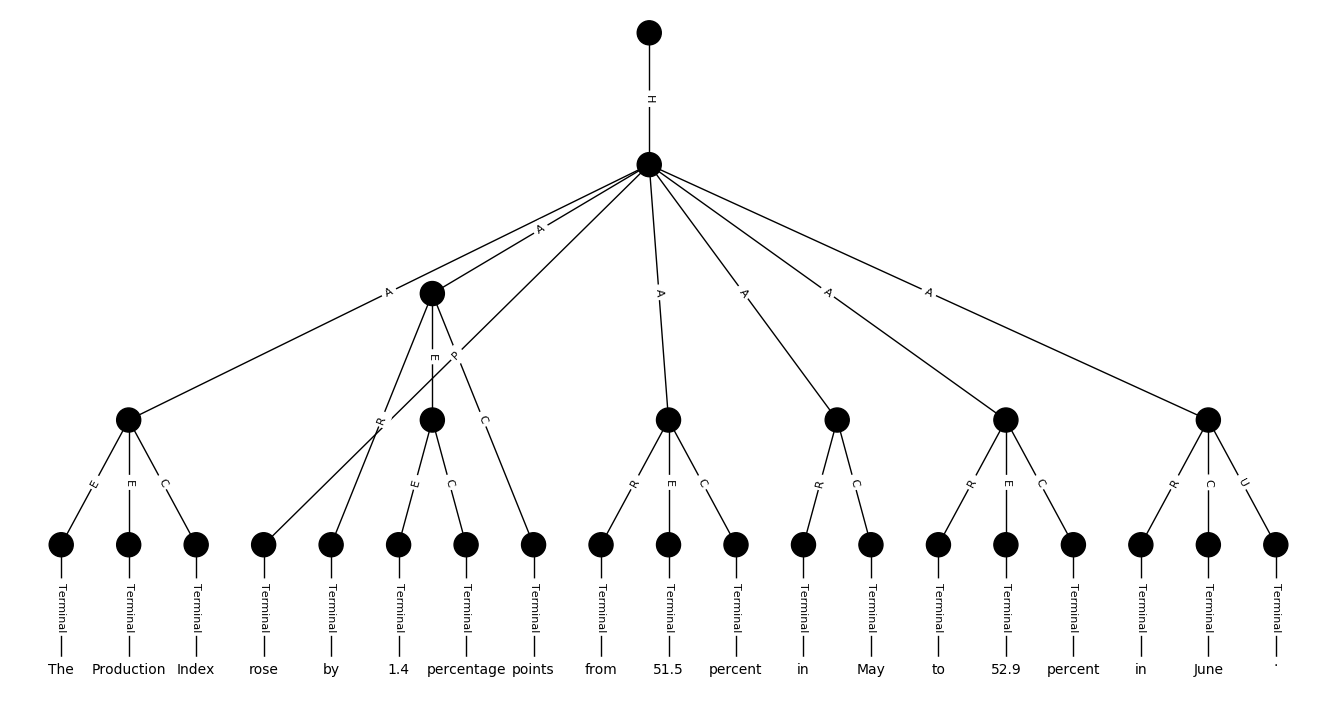 H
A
A
A
A
A
A
E
P
R
C
E
E
C
E
C
R
E
C
R
C
R
E
C
R
C
U
Terminal Terminal Terminal Terminal Terminal Terminal Terminal Terminal Terminal Terminal Terminal Terminal Terminal Terminal Terminal Terminal Terminal Terminal Terminal
The Production Index rose by 1.4 percentage points from 51.5 percent in May to 52.9 percent in June .